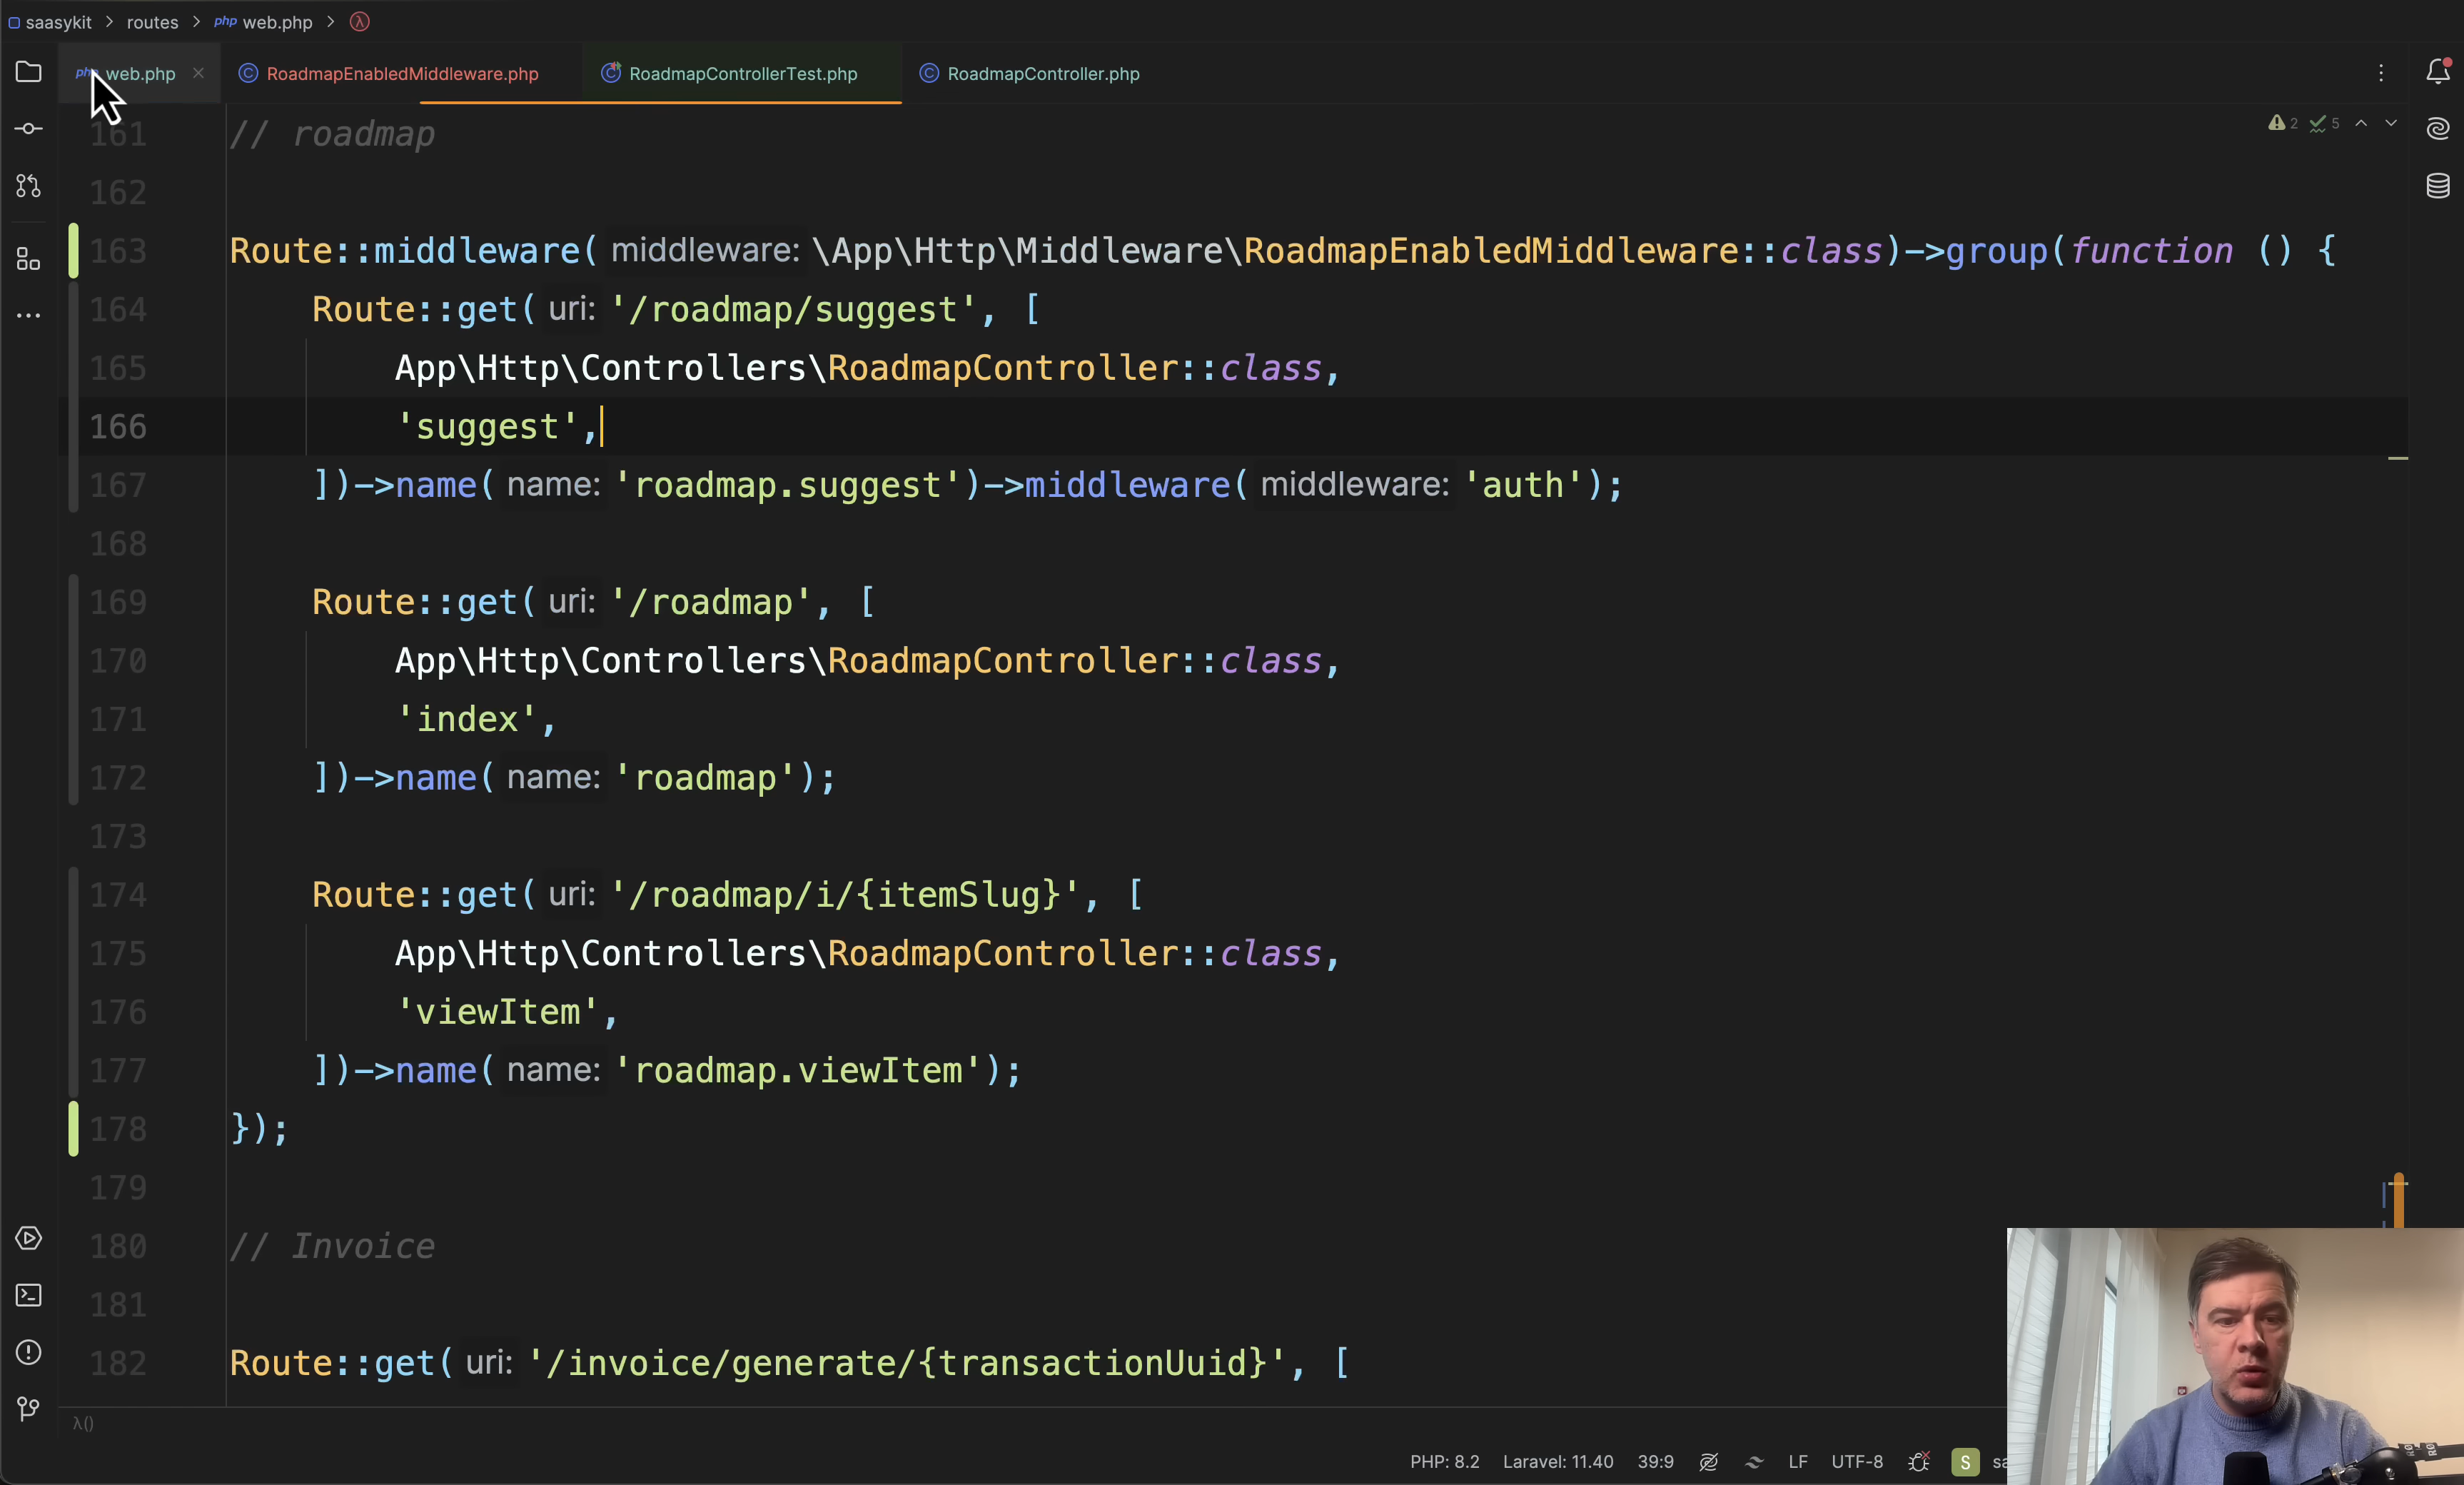 saasykit > routes > php web.php > λ
php web.php × RoadmapEnabledMiddleware.php RoadmapControllerTest.php RoadmapController.php
2 5
161 // roadmap
162
163 Route::middleware( middleware: \App\Http\Middleware\RoadmapEnabledMiddleware::class)->group(function () {
164 Route::get( uri: '/roadmap/suggest', [
165 App\Http\Controllers\RoadmapController::class,
166 'suggest',
167 ])->name( name: 'roadmap.suggest')->middleware( middleware: 'auth');
168
169 Route::get( uri: '/roadmap', [
170 App\Http\Controllers\RoadmapController::class,
171 'index',
172 ])->name( name: 'roadmap');
173
174 Route::get( uri: '/roadmap/i/{itemSlug}', [
175 App\Http\Controllers\RoadmapController::class,
176 'viewItem',
177 ])->name( name: 'roadmap.viewItem');
178 });
179
180 // Invoice
181
182 Route::get( uri: '/invoice/generate/{transactionUuid}', [
λ()
PHP: 8.2 Laravel: 11.40 39:9 LF UTF-8 S